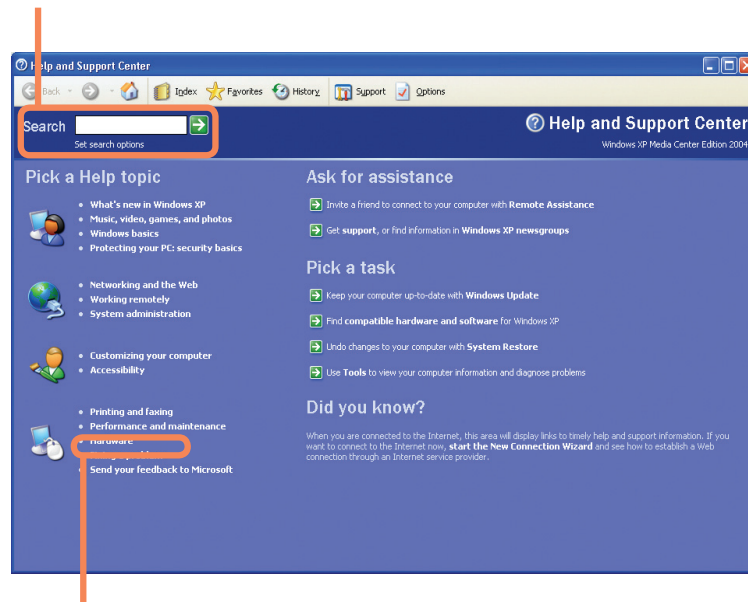 Help and Support Center
Back
Index
Favorites
History
Support
Options
Search
Set search options
Help and Support Center
Windows XP Media Center Edition 2004
Pick a Help topic
What's new in Windows XP
Music, video, games, and photos
Windows basics
Protecting your PC: security basics
Networking and the Web
Working remotely
System administration
Customizing your computer
Accessibility
Printing and faxing
Performance and maintenance
Hardware
Send your feedback to Microsoft
Ask for assistance
Invite a friend to connect to your computer with Remote Assistance
Get support, or find information in Windows XP newsgroups
Pick a task
Keep your computer up-to-date with Windows Update
Find compatible hardware and software for Windows XP
Undo changes to your computer with System Restore
Use Tools to view your computer information and diagnose problems
Did you know?
When you are connected to the Internet, this area will display links to timely help and support information. If you
want to connect to the Internet now, start the New Connection Wizard and see how to establish a Web
connection through an Internet service provider.